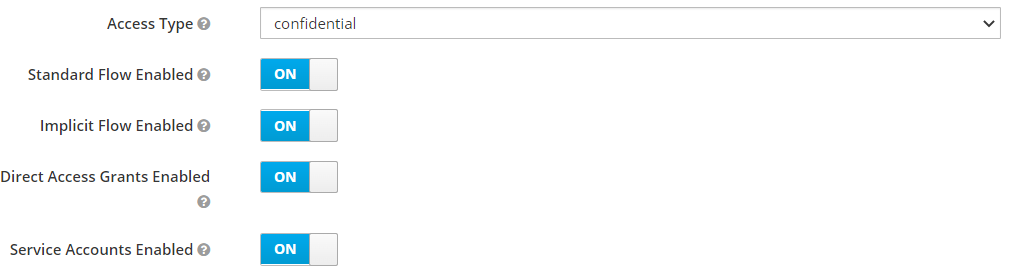 Access Type confidential
Standard Flow Enabled ON
Implicit Flow Enabled ON
Direct Access Grants Enabled ON
Service Accounts Enabled ON